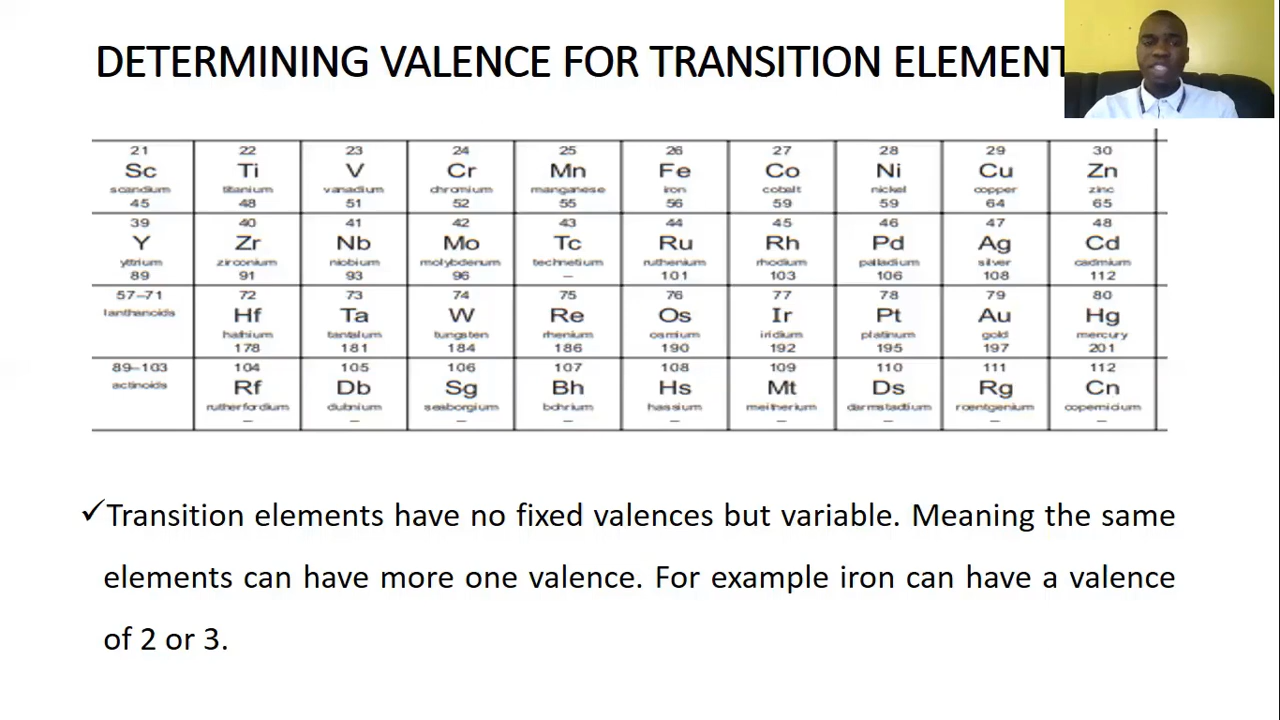 DETERMINING VALENCE FOR TRANSITION ELEMENT
21 22 23 24 25 26 27 28 29 30
Sc Ti V Cr Mn Fe Co Ni Cu Zn
scandium titanium vanadium chromium manganese iron cobalt nickel copper zinc
45 48 51 52 55 56 59 59 64 65
39 40 41 42 43 44 45 46 47 48
Y Zr Nb Mo Tc Ru Rh Pd Ag Cd
yttrium zirconium niobium molybdenum technetium ruthenium rhodium palladium silver cadmium
89 91 93 96 – 101 103 106 108 112
57–71 72 73 74 75 76 77 78 79 80
lanthanoids Hf Ta W Re Os Ir Pt Au Hg
hafnium tantalum tungsten rhenium osmium iridium platinum gold mercury
178 181 184 186 190 192 195 197 201
89–103 104 105 106 107 108 109 110 111 112
actinoids Rf Db Sg Bh Hs Mt Ds Rg Cn
rutherfordium dubnium seaborgium bohrium hassium meitnerium darmstadtium roentgenium copernicium
– – – – – – – – –
✓Transition elements have no fixed valences but variable. Meaning the same
elements can have more one valence. For example iron can have a valence
of 2 or 3.